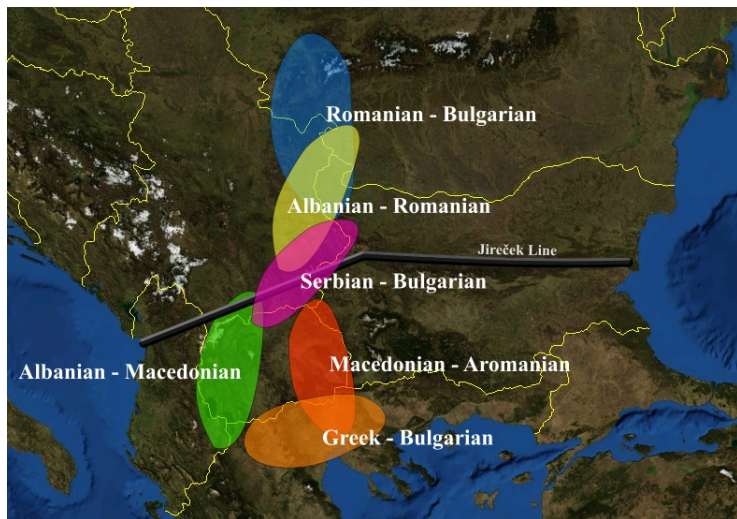 Romanian - Bulgarian
Albanian - Romanian
Jireček Line
Serbian - Bulgarian
Albanian - Macedonian
Macedonian - Aromanian
Greek - Bulgarian